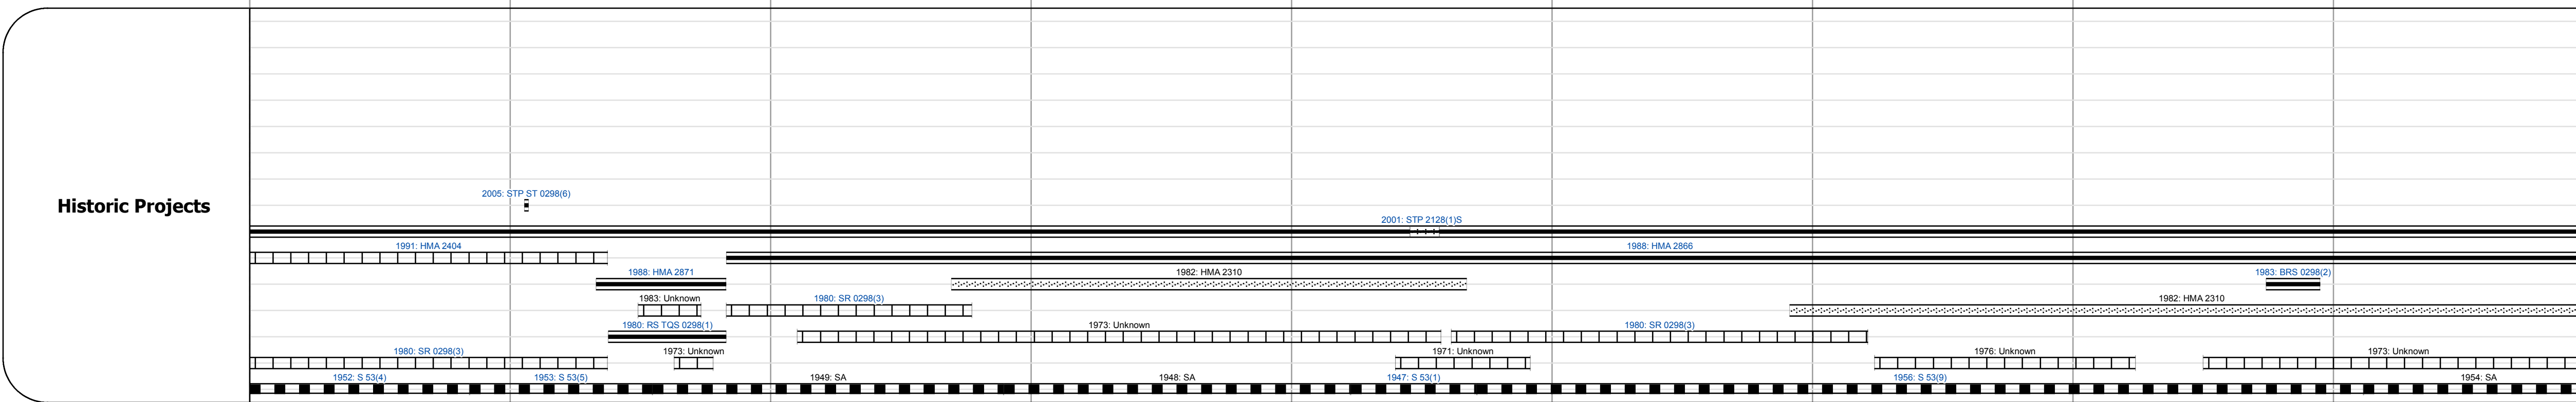 Historic Projects
2005: STP ST 0298(6)
2001: STP 2128(1)S
1991: HMA 2404
1988: HMA 2866
1988: HMA 2871
1982: HMA 2310
1983: BRS 0298(2)
1983: Unknown
1980: SR 0298(3)
1982: HMA 2310
1980: RS TQS 0298(1)
1973: Unknown
1980: SR 0298(3)
1980: SR 0298(3)
1973: Unknown
1971: Unknown
1976: Unknown
1973: Unknown
1952: S 53(4)
1953: S 53(5)
1949: SA
1948: SA
1947: S 53(1)
1956: S 53(9)
1954: SA